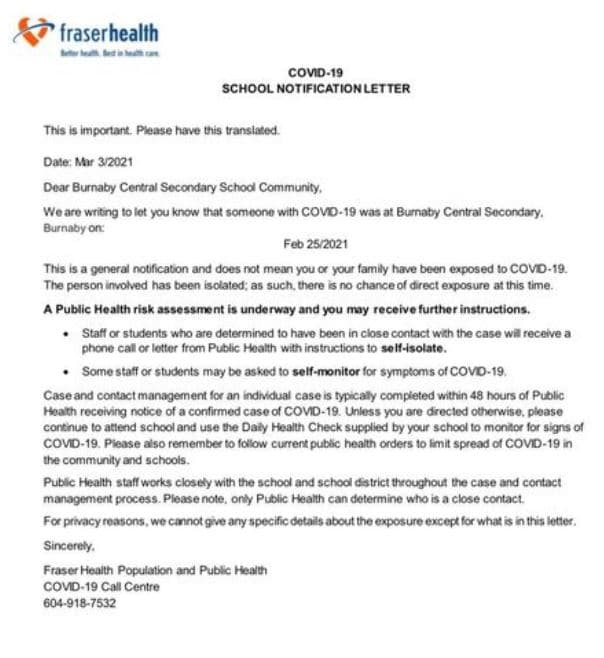 fraserhealth
Better health. Best in health care.
COVID-19
SCHOOL NOTIFICATION LETTER
This is important. Please have this translated.
Date: Mar 3/2021
Dear Burnaby Central Secondary School Community,
We are writing to let you know that someone with COVID-19 was at Burnaby Central Secondary,
Burnaby on:
Feb 25/2021
This is a general notification and does not mean you or your family have been exposed to COVID-19.
The person involved has been isolated; as such, there is no chance of direct exposure at this time.
A Public Health risk assessment is underway and you may receive further instructions.
• Staff or students who are determined to have been in close contact with the case will receive a
phone call or letter from Public Health with instructions to self-isolate.
• Some staff or students may be asked to self-monitor for symptoms of COVID-19.
Case and contact management for an individual case is typically completed within 48 hours of Public
Health receiving notice of a confirmed case of COVID-19. Unless you are directed otherwise, please
continue to attend school and use the Daily Health Check supplied by your school to monitor for signs of
COVID-19. Please also remember to follow current public health orders to limit spread of COVID-19 in
the community and schools.
Public Health staff works closely with the school and school district throughout the case and contact
management process. Please note, only Public Health can determine who is a close contact.
For privacy reasons, we cannot give any specific details about the exposure except for what is in this letter.
Sincerely,
Fraser Health Population and Public Health
COVID-19 Call Centre
604-918-7532